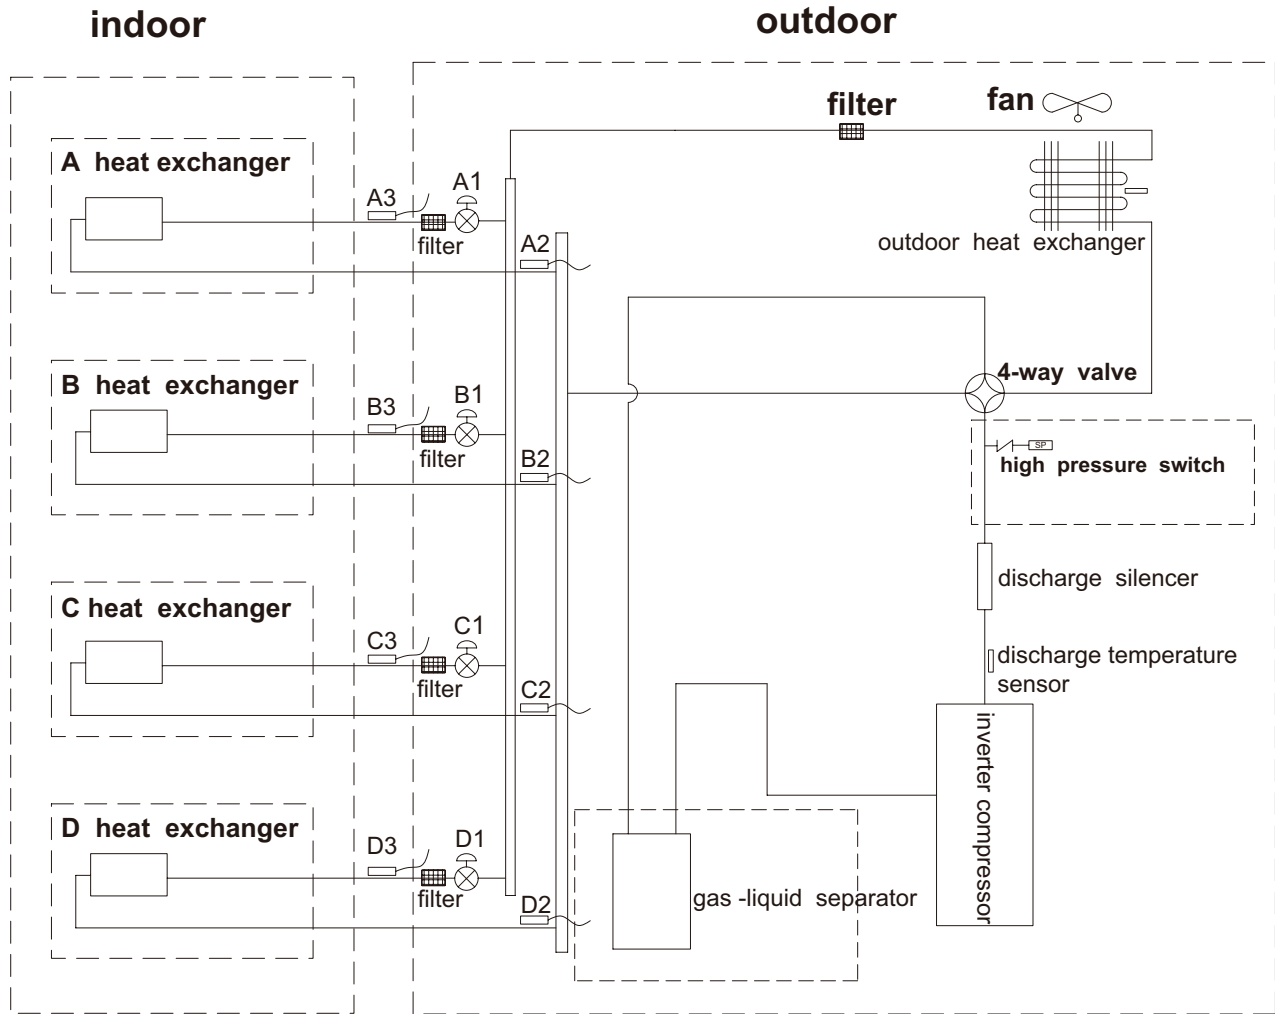 indoor
outdoor
filter
fan
A heat exchanger
A3
A1
filter
A2
outdoor heat exchanger
B heat exchanger
B3
B1
filter
B2
4-way valve
SP
high pressure switch
discharge silencer
C heat exchanger
C3
C1
filter
C2
discharge temperature
sensor
inverter compressor
D heat exchanger
D3
D1
filter
D2
gas -liquid separator